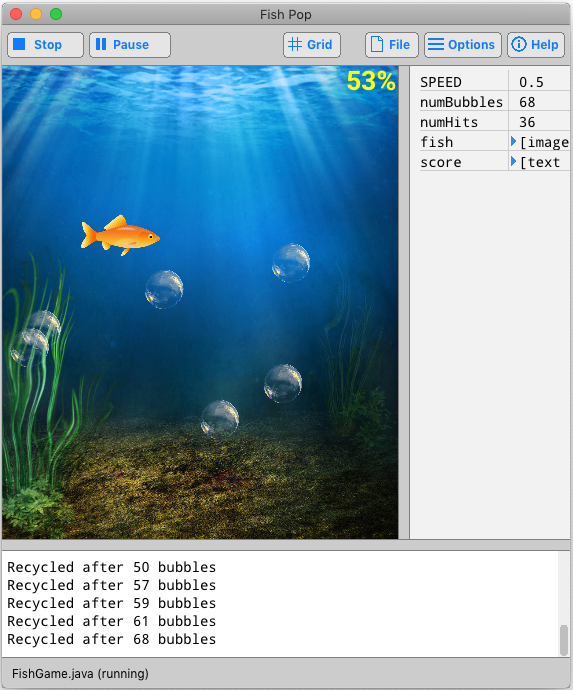 Fish Pop
Stop Pause Grid File Options Help
53%
SPEED 0.5
numBubbles 68
numHits 36
fish [image
score [text
Recycled after 50 bubbles
Recycled after 57 bubbles
Recycled after 59 bubbles
Recycled after 61 bubbles
Recycled after 68 bubbles
FishGame.java (running)